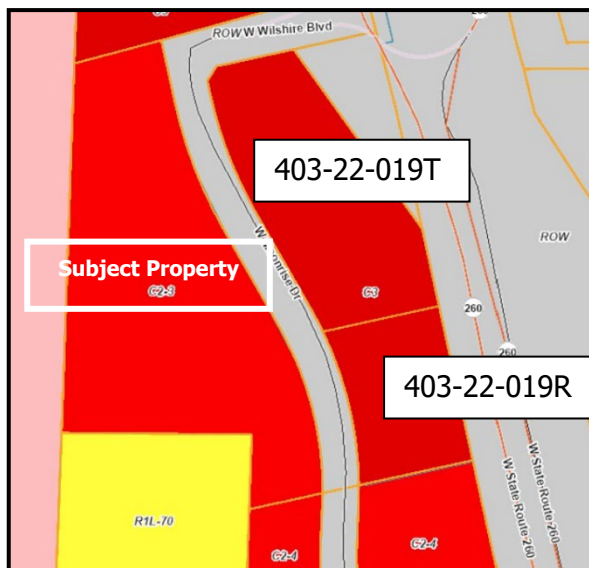 260
ROW W Wilshire Blvd
403-22-019T
ROW
Subject Property
C2-3
C3
260
260
403-22-019R
W State Route 260
W State Route 260
R1L-70
C2-4
C2-4